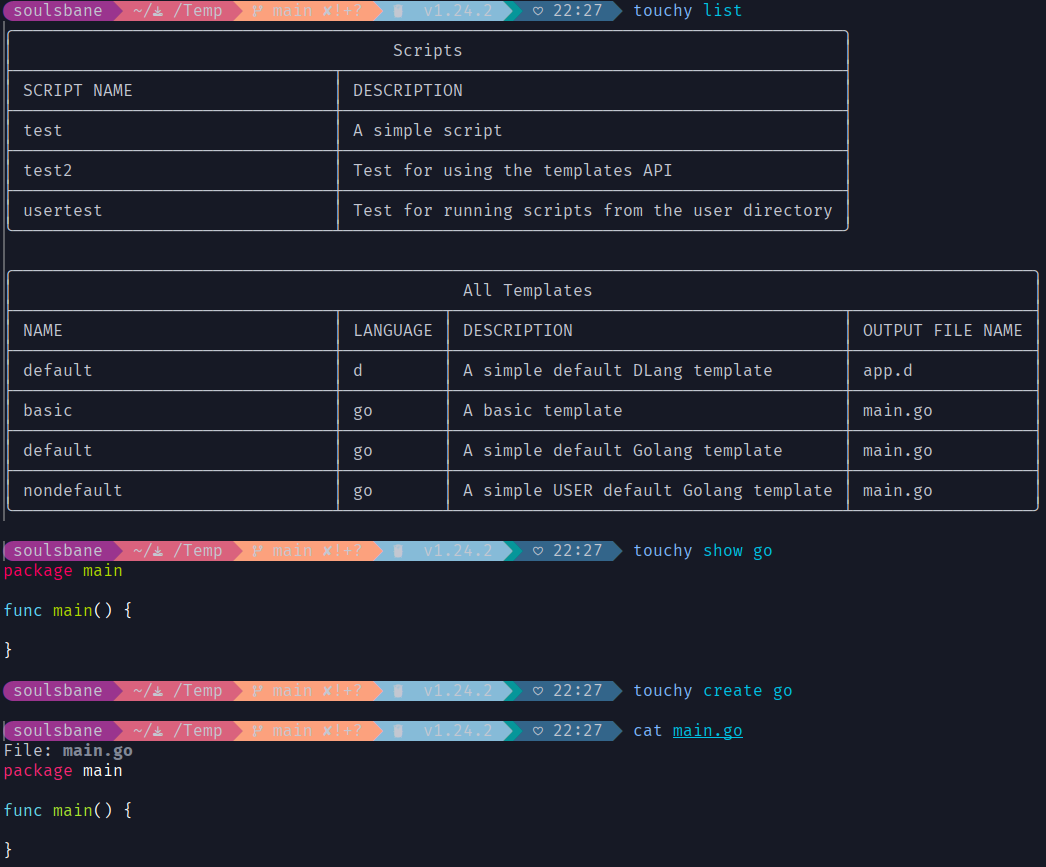 soulsbane ~/ /Temp main ✘!+? v1.24.2 ♡ 22:27 touchy list
Scripts
SCRIPT NAME DESCRIPTION
test A simple script
test2 Test for using the templates API
usertest Test for running scripts from the user directory
All Templates
NAME LANGUAGE DESCRIPTION OUTPUT FILE NAME
default d A simple default DLang template app.d
basic go A basic template main.go
default go A simple default Golang template main.go
nondefault go A simple USER default Golang template main.go
soulsbane ~/ /Temp main ✘!+? v1.24.2 ♡ 22:27 touchy show go
package main
func main() {
}
soulsbane ~/ /Temp main ✘!+? v1.24.2 ♡ 22:27 touchy create go
soulsbane ~/ /Temp main ✘!+? v1.24.2 ♡ 22:27 cat main.go
File: main.go
package main
func main() {
}